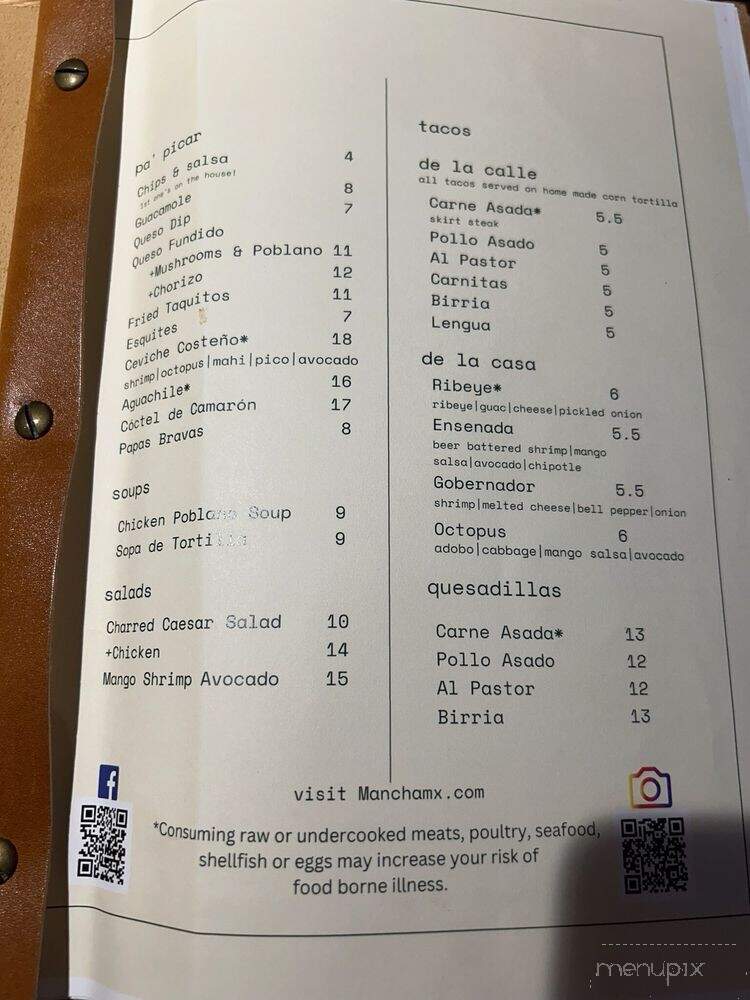 pa' picar
Chips & salsa 4
1st one's on the house!
Guacamole 8
Queso Dip 7
Queso Fundido
+Mushrooms & Poblano 11
+Chorizo 12
Fried Taquitos 11
Esquites 7
Ceviche Costeño* 18
shrimp|octopus|mahi|pico|avocado
Aguachile* 16
Cóctel de Camarón 17
Papas Bravas 8
soups
Chicken Poblano Soup 9
Sopa de Tortilla 9
salads
Charred Caesar Salad 10
+Chicken 14
Mango Shrimp Avocado 15
tacos
de la calle
all tacos served on home made corn tortilla
Carne Asada* 5.5
skirt steak
Pollo Asado 5
Al Pastor 5
Carnitas 5
Birria 5
Lengua 5
de la casa
Ribeye* 6
ribeye|guac|cheese|pickled onion
Ensenada 5.5
beer battered shrimp|mango
salsa|avocado|chipotle
Gobernador 5.5
shrimp|melted cheese|bell pepper|onion
Octopus 6
adobo|cabbage|mango salsa|avocado
quesadillas
Carne Asada* 13
Pollo Asado 12
Al Pastor 12
Birria 13
visit Manchamx.com
*Consuming raw or undercooked meats, poultry, seafood,
shellfish or eggs may increase your risk of
food borne illness.
menupix